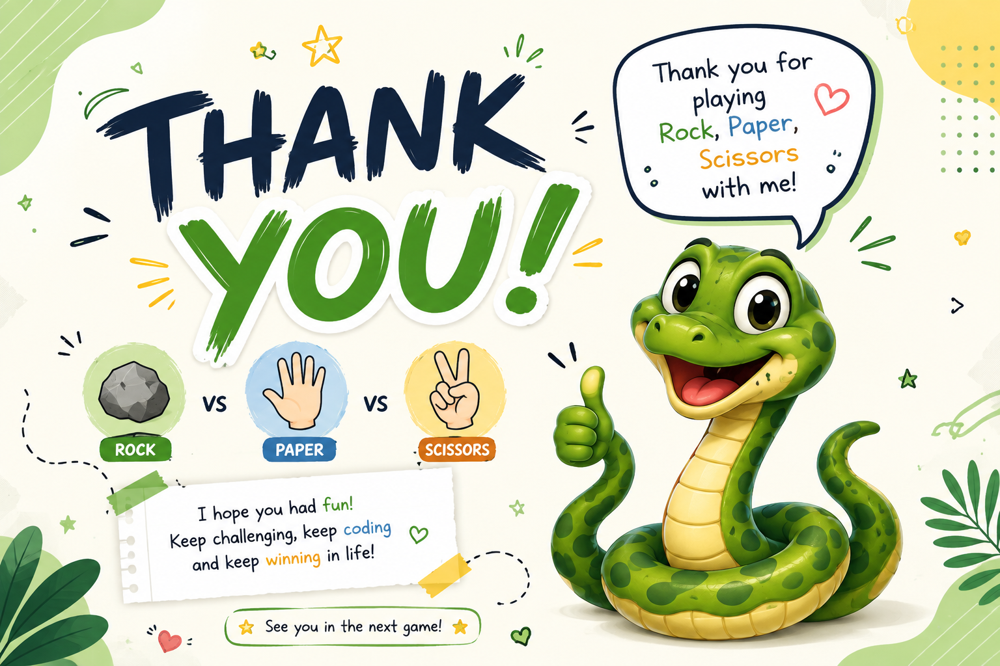 THANK
YOU!
Thank you for
playing
Rock, Paper,
Scissors
with me!
VS
VS
ROCK
PAPER
SCISSORS
I hope you had fun!
Keep challenging, keep coding
and keep winning in life!
See you in the next game!